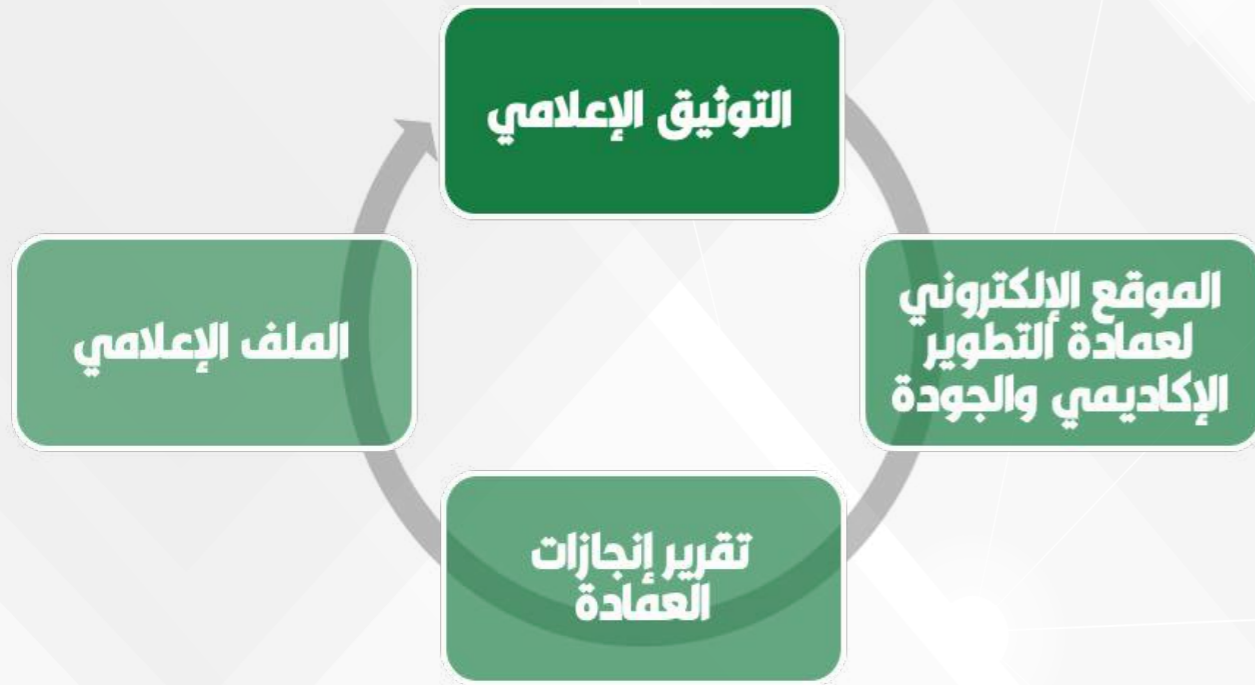 التوثيق الإعلامي
الموقع الإلكتروني
لعمادة التطوير
الإكاديمي والجودة
تقرير إنجازات
العمادة
الملف الإعلامي